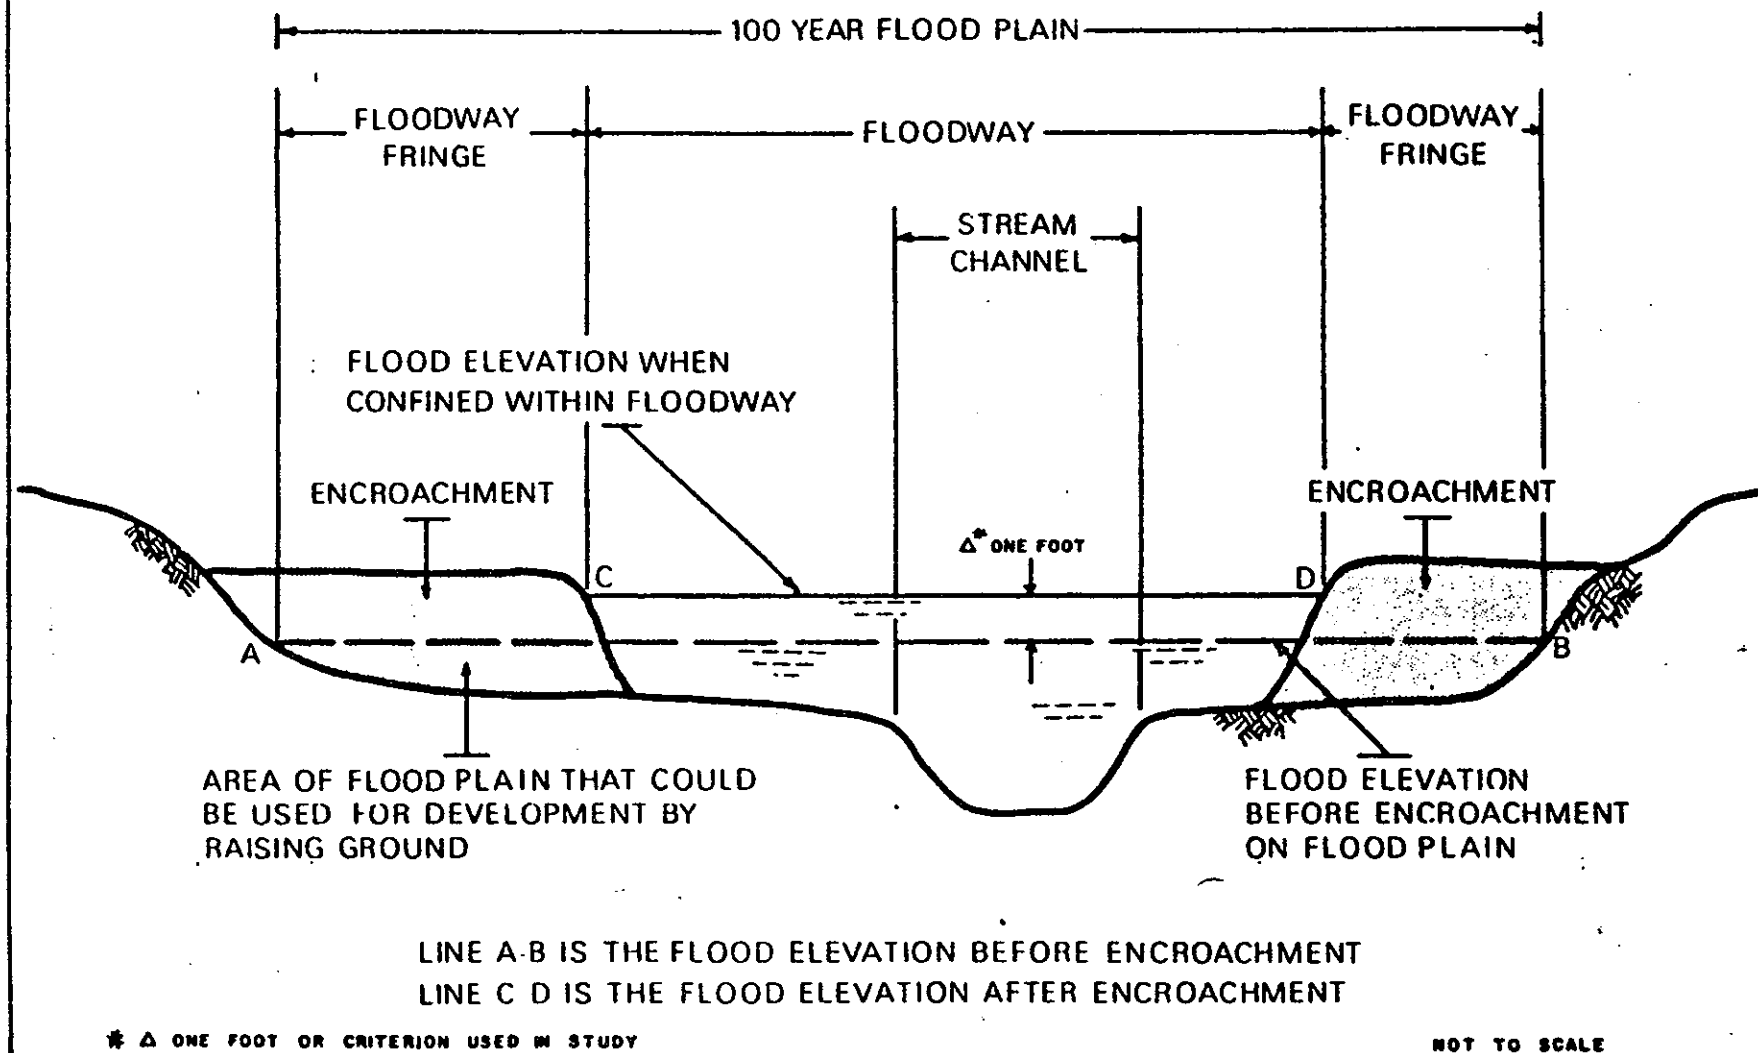 100 YEAR FLOOD PLAIN
FLOODWAY
FRINGE
FLOODWAY
FLOODWAY
FRINGE
STREAM
CHANNEL
FLOOD ELEVATION WHEN
CONFINED WITHIN FLOODWAY
ENCROACHMENT
ENCROACHMENT
Δ* ONE FOOT
C
D
A
B
AREA OF FLOOD PLAIN THAT COULD
BE USED FOR DEVELOPMENT BY
RAISING GROUND
FLOOD ELEVATION
BEFORE ENCROACHMENT
ON FLOOD PLAIN
LINE A-B IS THE FLOOD ELEVATION BEFORE ENCROACHMENT
LINE C D IS THE FLOOD ELEVATION AFTER ENCROACHMENT
* Δ ONE FOOT OR CRITERION USED IN STUDY
NOT TO SCALE